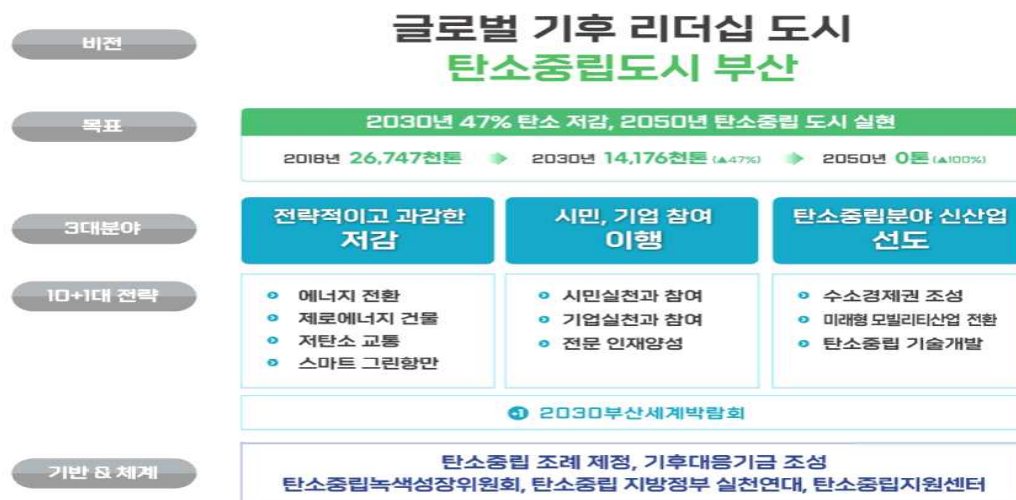 비전
글로벌 기후 리더십 도시
탄소중립도시 부산
목표
2030년 47% 탄소 저감, 2050년 탄소중립 도시 실현
2018년 26,747천톤 2030년 14,176천톤 (▲47%) 2050년 0톤 (▲100%)
3대분야
전략적이고 과감한
저감
시민, 기업 참여
이행
탄소중립분야 신산업
선도
10+1대 전략
에너지 전환
제로에너지 건물
저탄소 교통
스마트 그린항만
시민실천과 참여
기업실천과 참여
전문 인재양성
수소경제권 조성
미래형 모빌리티산업 전환
탄소중립 기술개발
+1 2030부산세계박람회
기반 & 체계
탄소중립 조례 제정, 기후대응기금 조성
탄소중립녹색성장위원회, 탄소중립 지방정부 실천연대, 탄소중립지원센터